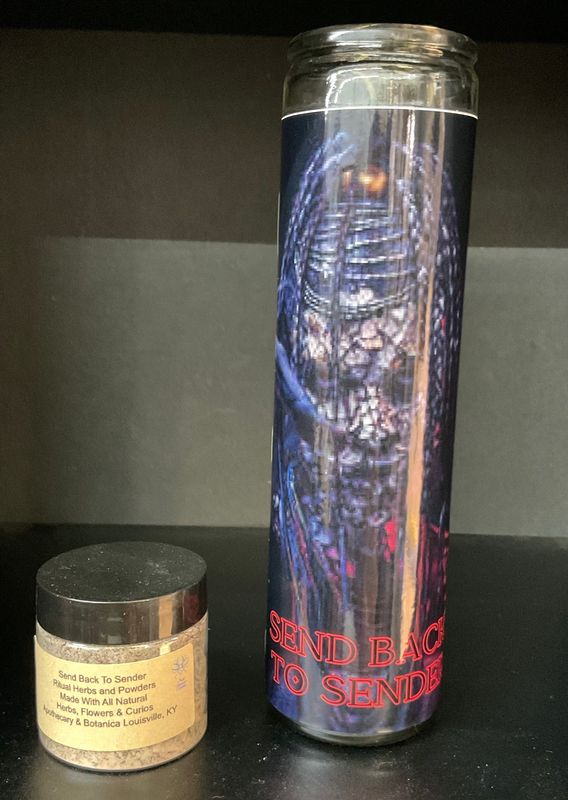 Send Back To Sender
Ritual Herbs and Powders
Made With All Natural
Herbs, Flowers & Curios
Apothecary & Botanica Louisville, KY
SEND BACK
TO SENDE